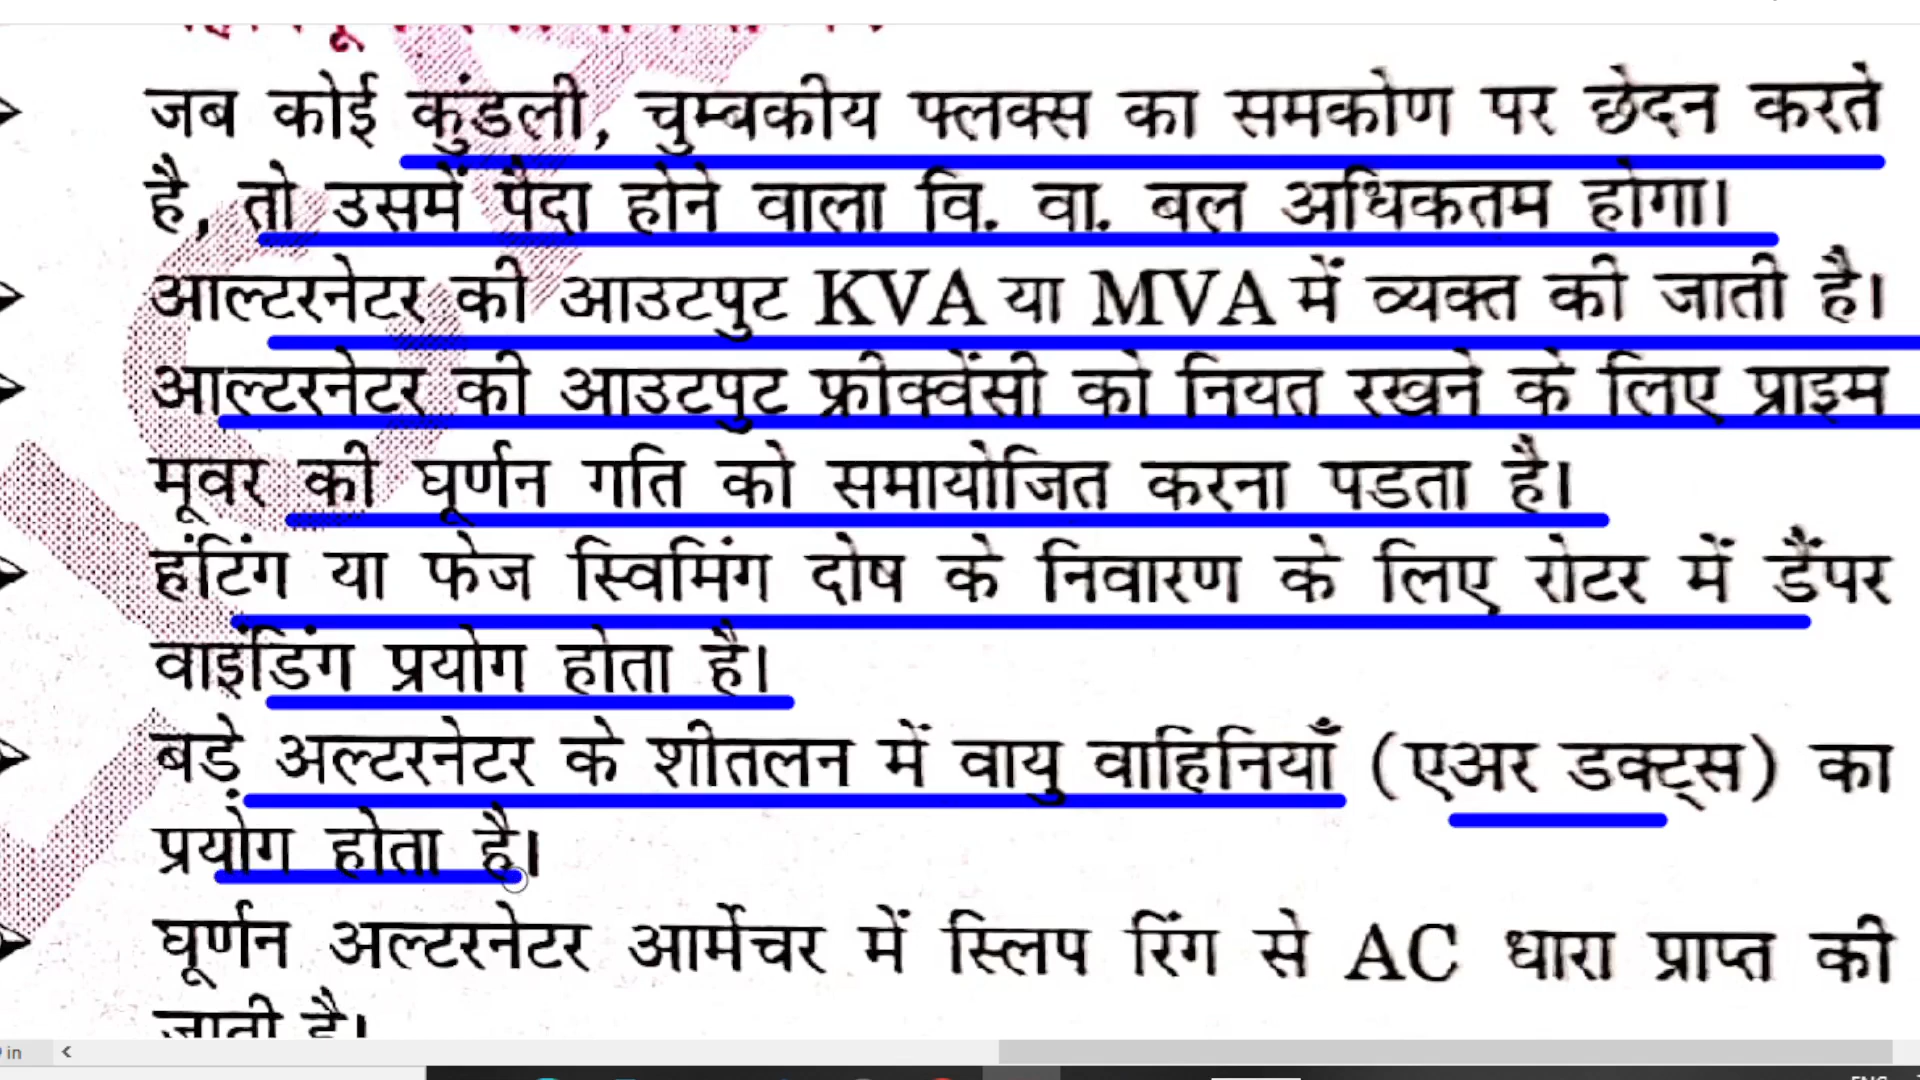 जब कोई कुंडली, चुम्बकीय फ्लक्स का समकोण पर छेदन करते
है, तो उसमें पैदा होने वाला वि. वा. बल अधिकतम होगा।
आल्टरनेटर की आउटपुट KVA या MVA में व्यक्त की जाती है।
आल्टरनेटर की आउटपुट फ्रीक्वेंसी को नियत रखने के लिए प्राइम
मूवर की घूर्णन गति को समायोजित करना पडता है।
हंटिंग या फेज स्विमिंग दोष के निवारण के लिए रोटर में डैंपर
वाइंडिंग प्रयोग होता है।
बड़े अल्टरनेटर के शीतलन में वायु वाहिनियाँ (एअर डक्ट्स) का
प्रयोग होता है।
घूर्णन अल्टरनेटर आर्मेचर में स्लिप रिंग से AC धारा प्राप्त की
जाती है।
in